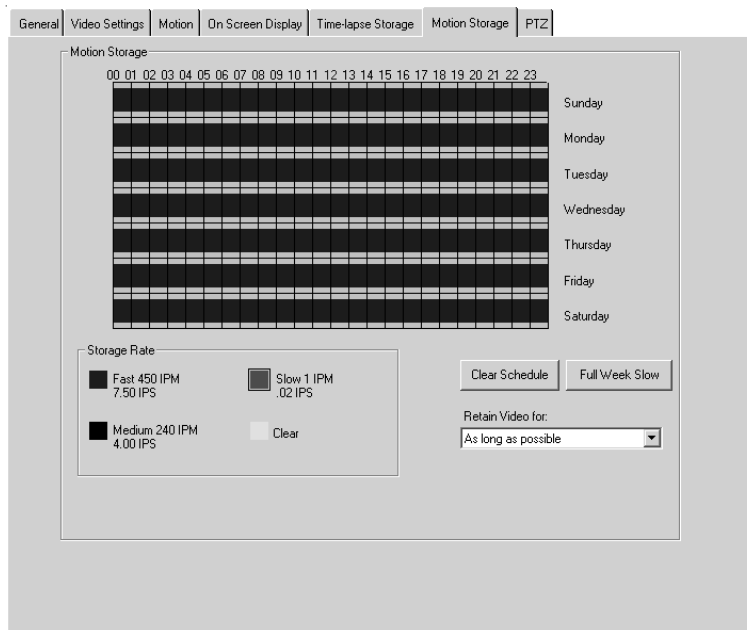 General Video Settings Motion On Screen Display Time-lapse Storage Motion Storage PTZ
Motion Storage
00 01 02 03 04 05 06 07 08 09 10 11 12 13 14 15 16 17 18 19 20 21 22 23
Sunday
Monday
Tuesday
Wednesday
Thursday
Friday
Saturday
Storage Rate
Fast 450 IPM
7.50 IPS
Slow 1 IPM
.02 IPS
Medium 240 IPM
4.00 IPS
Clear
Clear Schedule
Full Week Slow
Retain Video for:
As long as possible